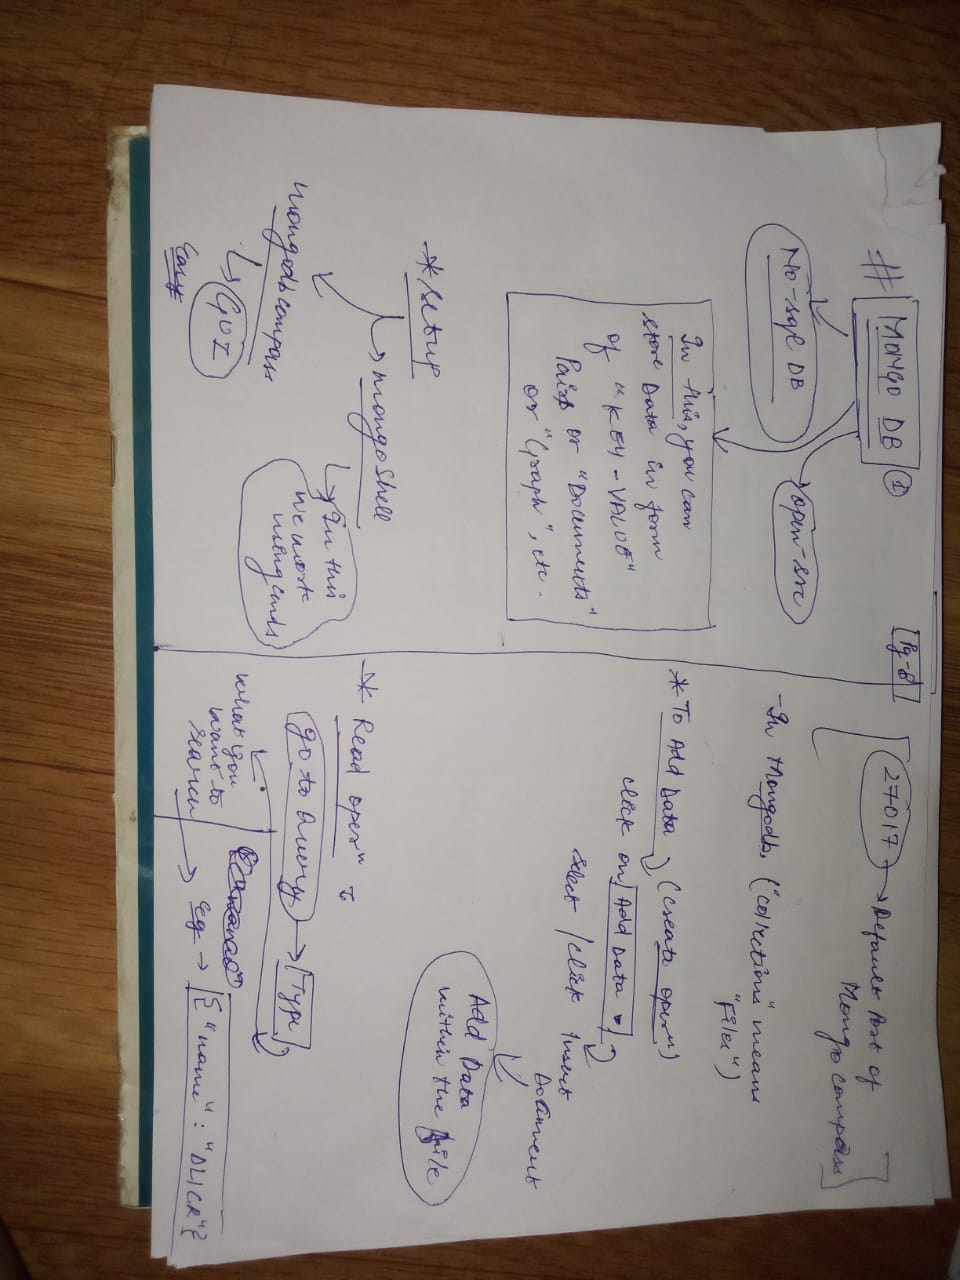 # MONGO DB 1
No-sql DB
open-src
In this, you can
store Data in form
of "KEY-VALUE"
Pairs or "Documents"
or "Graph", etc.
* Setup
mongoshell
In this
we work
using cmds
mongodb compass
GUI
Easy
Pg-8
27017 → Default Port of
Mongo compass
- In Mongodb, ("collections" means
"Files")
* To Add Data (create operⁿ)
click on Add Data
select / click Insert
Document
Add Data
within the file
* Read operⁿ
go to Query → Type
what you
want to
search
Eg → {"name" : "DLICR"}